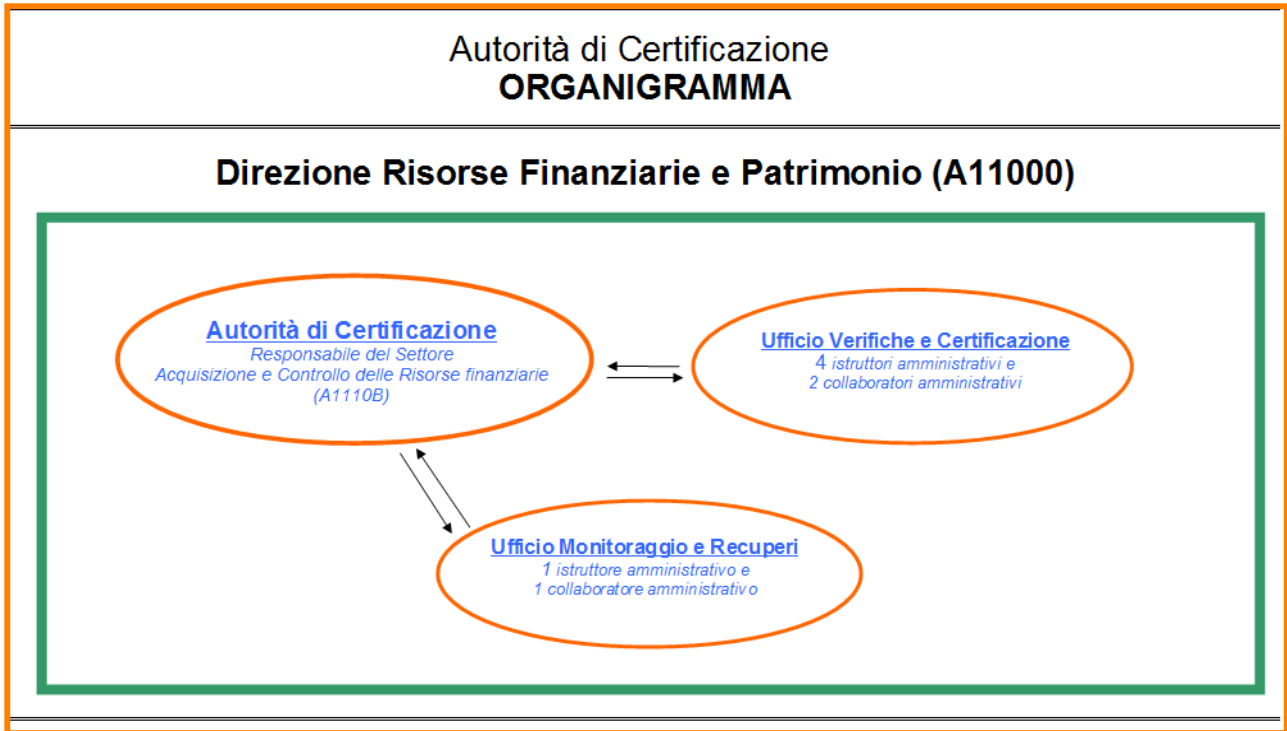 Autorità di Certificazione
ORGANIGRAMMA
Direzione Risorse Finanziarie e Patrimonio (A11000)
Autorità di Certificazione
Responsabile del Settore
Acquisizione e Controllo delle Risorse finanziarie
(A1110B)
Ufficio Verifiche e Certificazione
4 istruttori amministrativi e
2 collaboratori amministrativi
Ufficio Monitoraggio e Recuperi
1 istruttore amministrativo e
1 collaboratore amministrativo